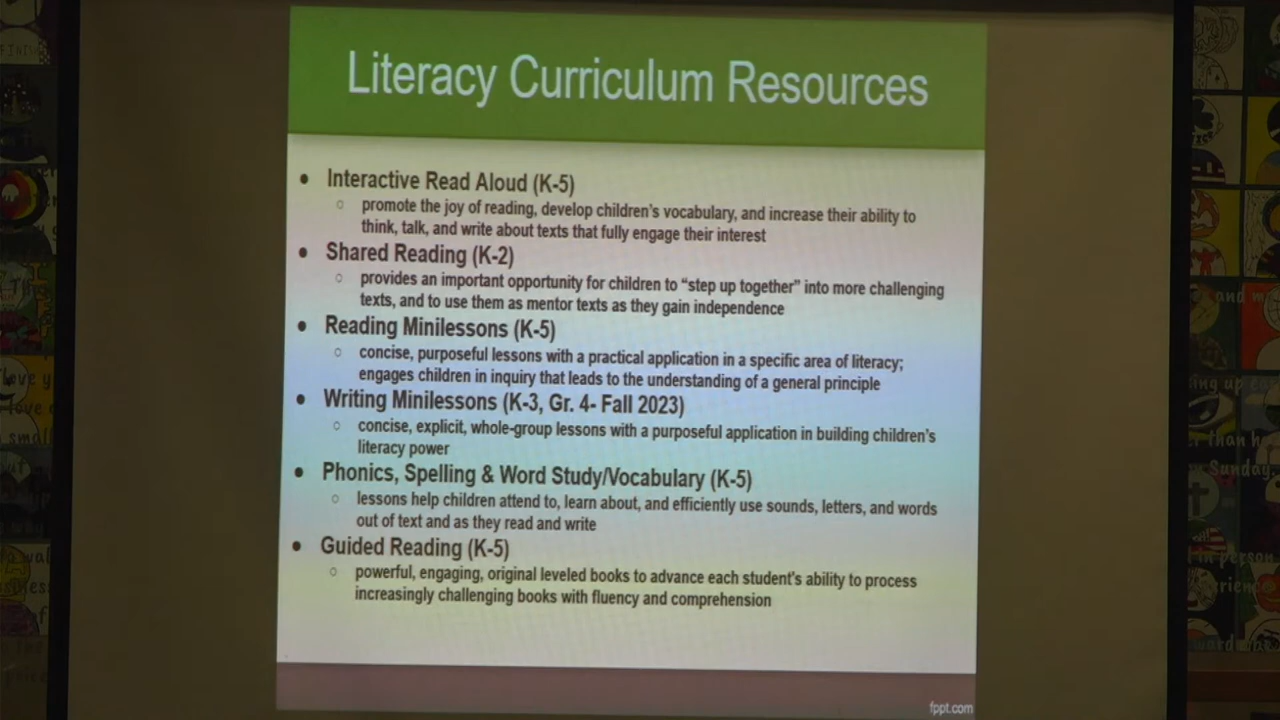 Literacy Curriculum Resources
• Interactive Read Aloud (K-5)
○ promote the joy of reading, develop children's vocabulary, and increase their ability to
think, talk, and write about texts that fully engage their interest
• Shared Reading (K-2)
○ provides an important opportunity for children to “step up together” into more challenging
texts, and to use them as mentor texts as they gain independence
• Reading Minilessons (K-5)
○ concise, purposeful lessons with a practical application in a specific area of literacy;
engages children in inquiry that leads to the understanding of a general principle
• Writing Minilessons (K-3, Gr. 4- Fall 2023)
○ concise, explicit, whole-group lessons with a purposeful application in building children's
literacy power
• Phonics, Spelling & Word Study/Vocabulary (K-5)
○ lessons help children attend to, learn about, and efficiently use sounds, letters, and words
out of text and as they read and write
• Guided Reading (K-5)
○ powerful, engaging, original leveled books to advance each student's ability to process
increasingly challenging books with fluency and comprehension
fppt.com
and m
ing up
than
Sunday.
in person